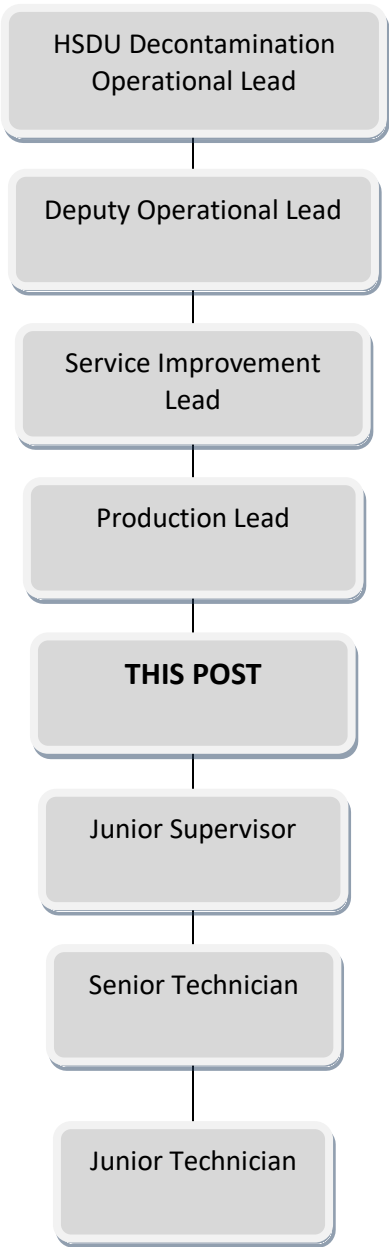 HSDU Decontamination
Operational Lead
Deputy Operational Lead
Service Improvement
Lead
Production Lead
THIS POST
Junior Supervisor
Senior Technician
Junior Technician